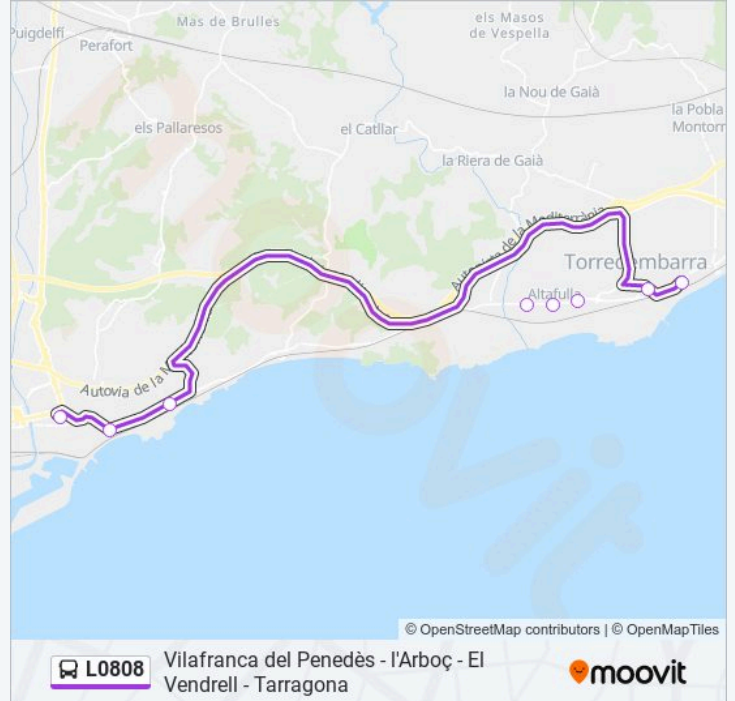 els Masos
de Vespella
Mas de Brulles
Puigdelfí
Perafort
la Nou de Gaià
la Pobla
els Pallaresos
el Catllar
la Riera de Gaià
Autopista de la Mediterrània
Torredembarra
Altafulla
Autovia de la M
© OpenStreetMap contributors | © OpenMapTiles
L0808
Vilafranca del Penedès - l'Arboç - El
Vendrell - Tarragona
moovit